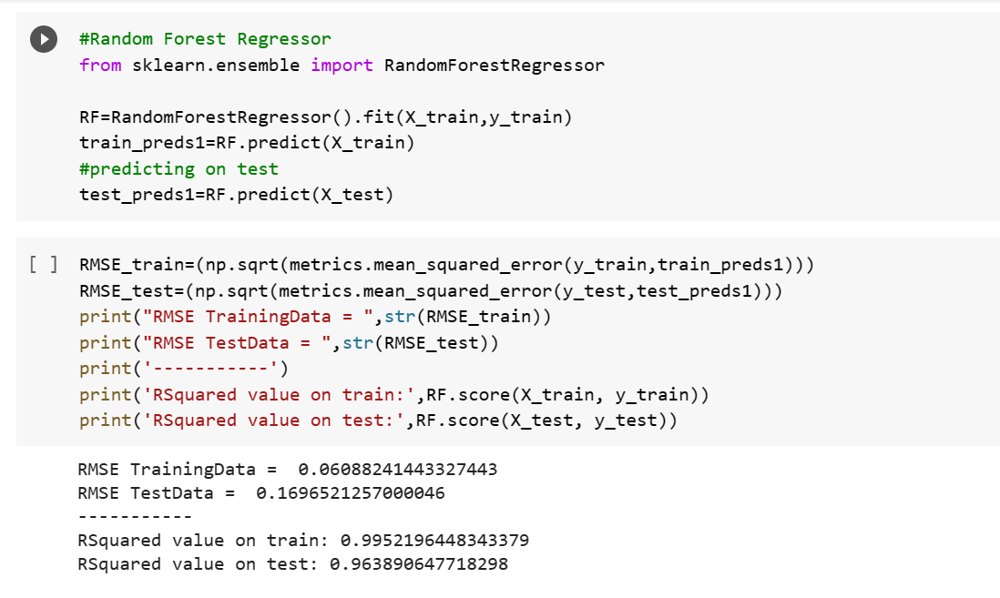 #Random Forest Regressor
from sklearn.ensemble import RandomForestRegressor
RF=RandomForestRegressor().fit(X_train,y_train)
train_preds1=RF.predict(X_train)
#predicting on test
test_preds1=RF.predict(X_test)
[ ] RMSE_train=(np.sqrt(metrics.mean_squared_error(y_train,train_preds1)))
RMSE_test=(np.sqrt(metrics.mean_squared_error(y_test,test_preds1)))
print("RMSE TrainingData = ",str(RMSE_train))
print("RMSE TestData = ",str(RMSE_test))
print('-----------')
print('RSquared value on train:',RF.score(X_train, y_train))
print('RSquared value on test:',RF.score(X_test, y_test))
RMSE TrainingData =  0.06088241443327443
RMSE TestData =  0.1696521257000046
-----------
RSquared value on train: 0.9952196448343379
RSquared value on test: 0.963890647718298